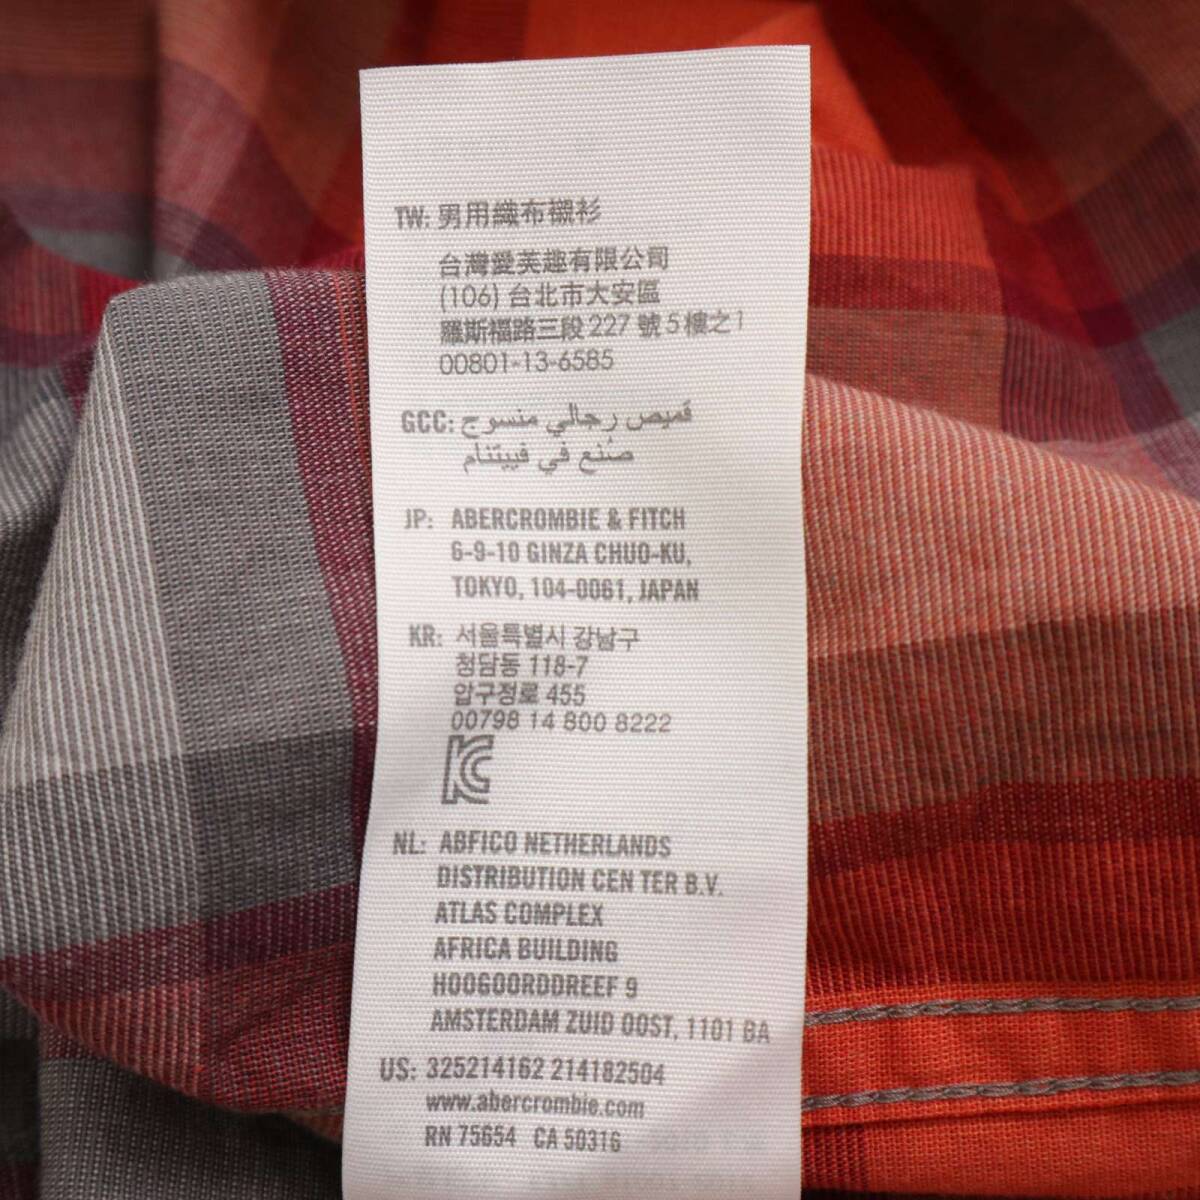 TW: 男用織布襯衫
台灣愛芙趣有限公司
(106) 台北市大安區
羅斯福路三段 227 號 5 樓之1
00801-13-6585
GCC: قميص رجالي منسوج
صُنع في فييتنام
JP: ABERCROMBIE & FITCH
6-9-10 GINZA CHUO-KU,
TOKYO, 104-0061, JAPAN
KR: 서울특별시 강남구
청담동 118-7
압구정로 455
00798 14 800 8222
NL: ABFICO NETHERLANDS
DISTRIBUTION CEN TER B.V.
ATLAS COMPLEX
AFRICA BUILDING
HOOGOORDDREEF 9
AMSTERDAM ZUID OOST, 1101 BA
US: 325214162 214182504
www.abercrombie.com
RN 75654 CA 50316